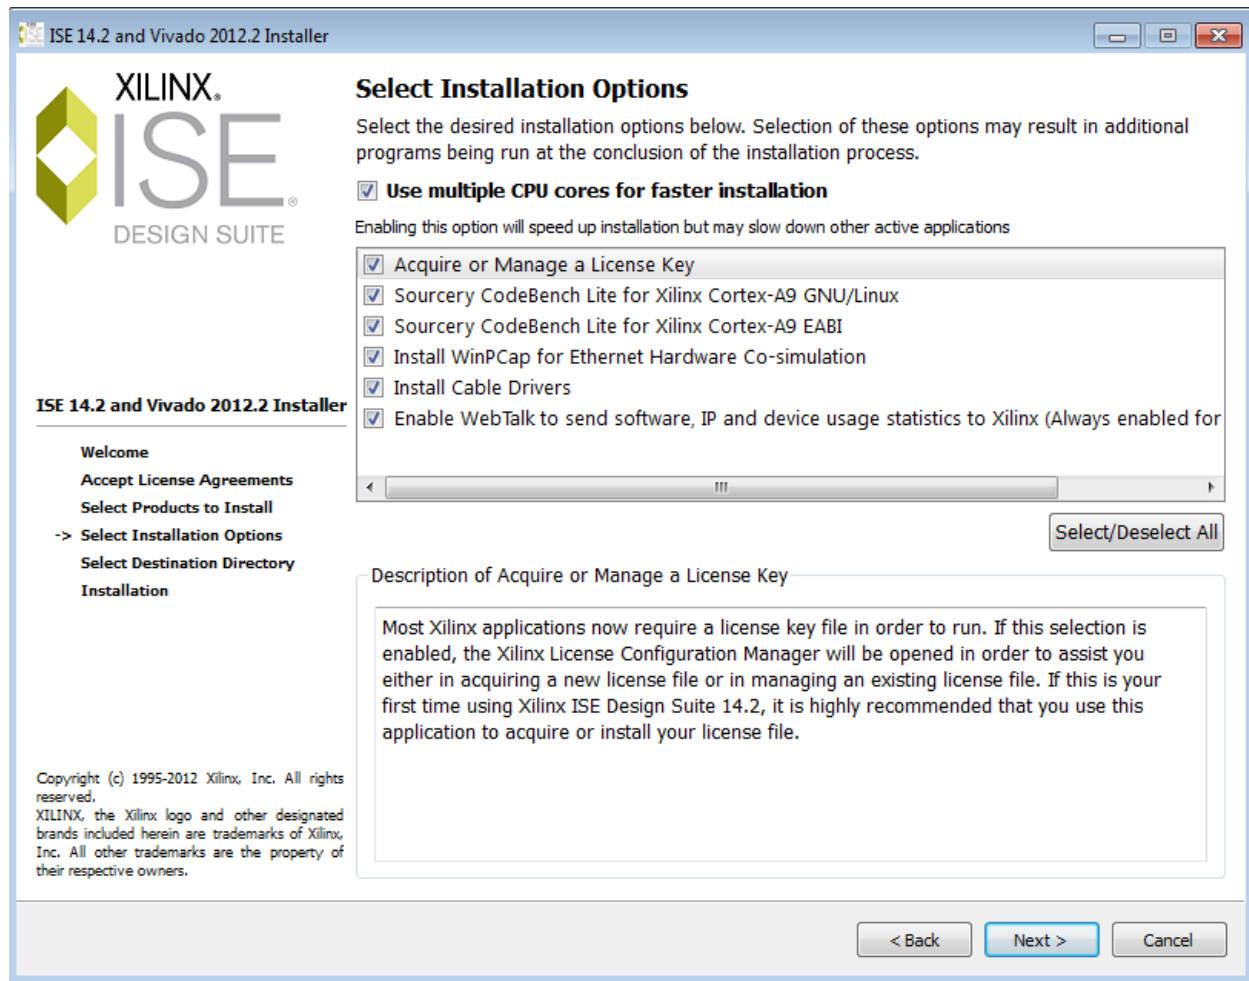 ISE 14.2 and Vivado 2012.2 Installer
XILINX®
ISE®
DESIGN SUITE
ISE 14.2 and Vivado 2012.2 Installer
Welcome
Accept License Agreements
Select Products to Install
-> Select Installation Options
Select Destination Directory
Installation
Copyright (c) 1995-2012 Xilinx, Inc. All rights
reserved.
XILINX, the Xilinx logo and other designated
brands included herein are trademarks of Xilinx,
Inc. All other trademarks are the property of
their respective owners.
Select Installation Options
Select the desired installation options below. Selection of these options may result in additional
programs being run at the conclusion of the installation process.
Use multiple CPU cores for faster installation
Enabling this option will speed up installation but may slow down other active applications
Acquire or Manage a License Key
Sourcery CodeBench Lite for Xilinx Cortex-A9 GNU/Linux
Sourcery CodeBench Lite for Xilinx Cortex-A9 EABI
Install WinPCap for Ethernet Hardware Co-simulation
Install Cable Drivers
Enable WebTalk to send software, IP and device usage statistics to Xilinx (Always enabled for
Select/Deselect All
Description of Acquire or Manage a License Key
Most Xilinx applications now require a license key file in order to run. If this selection is
enabled, the Xilinx License Configuration Manager will be opened in order to assist you
either in acquiring a new license file or in managing an existing license file. If this is your
first time using Xilinx ISE Design Suite 14.2, it is highly recommended that you use this
application to acquire or install your license file.
< Back
Next >
Cancel